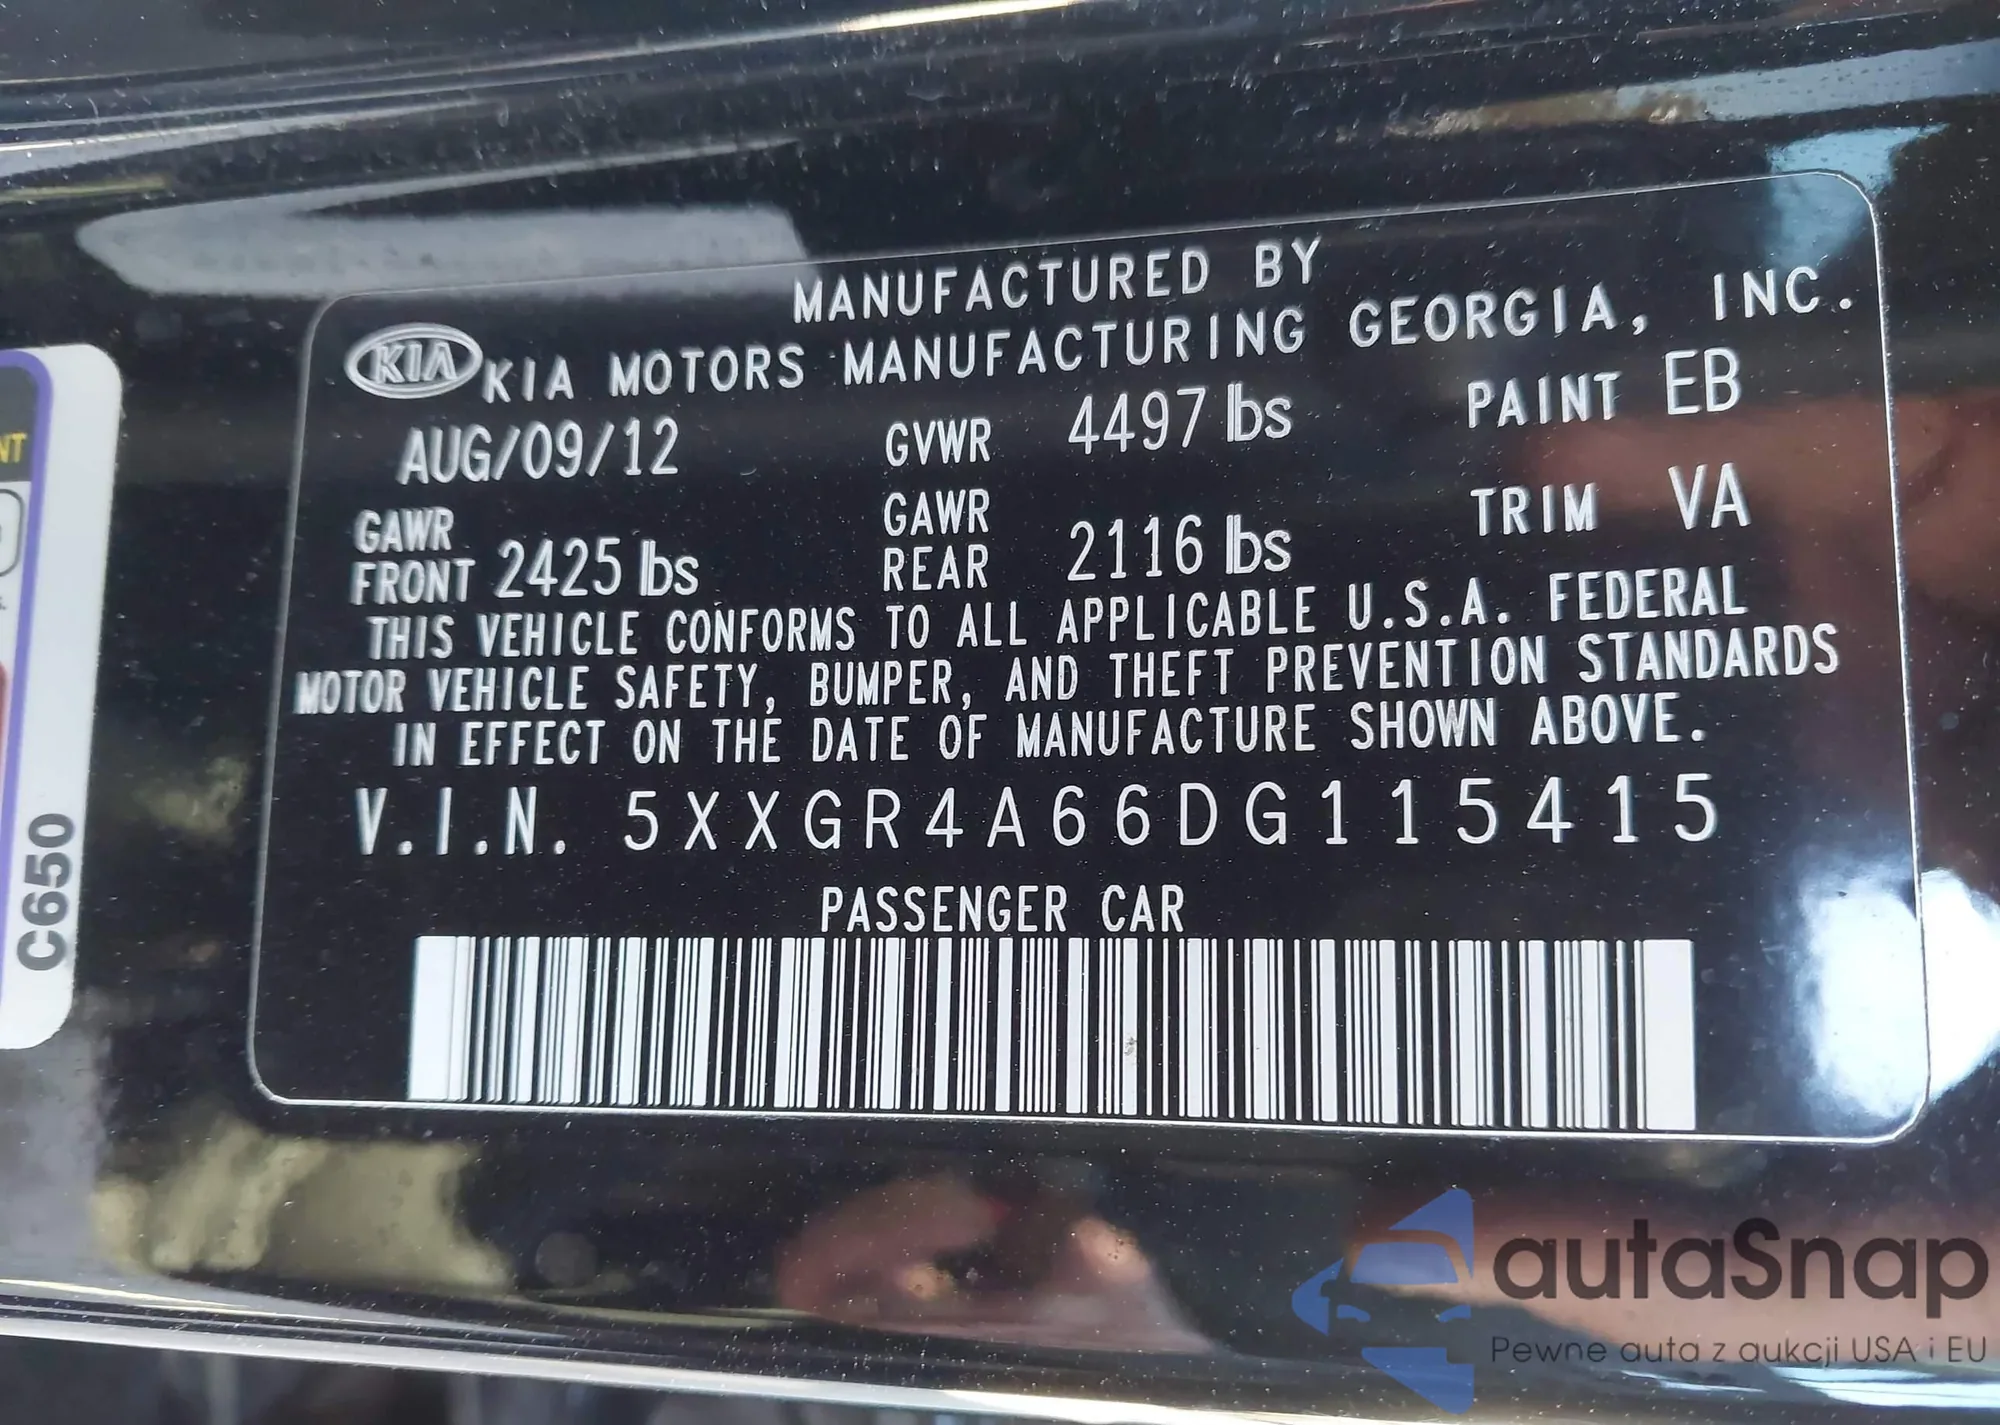 MANUFACTURED BY
KIA KIA MOTORS MANUFACTURING GEORGIA, INC.
AUG/09/12 GVWR 4497 lbs PAINT EB
GAWR FRONT 2425 lbs GAWR REAR 2116 lbs TRIM VA
THIS VEHICLE CONFORMS TO ALL APPLICABLE U.S.A. FEDERAL
MOTOR VEHICLE SAFETY, BUMPER, AND THEFT PREVENTION STANDARDS
IN EFFECT ON THE DATE OF MANUFACTURE SHOWN ABOVE.
V.I.N. 5XXGR4A66DG115415
PASSENGER CAR
C650
autaSnap
Pewne auta z aukcji USA i EU